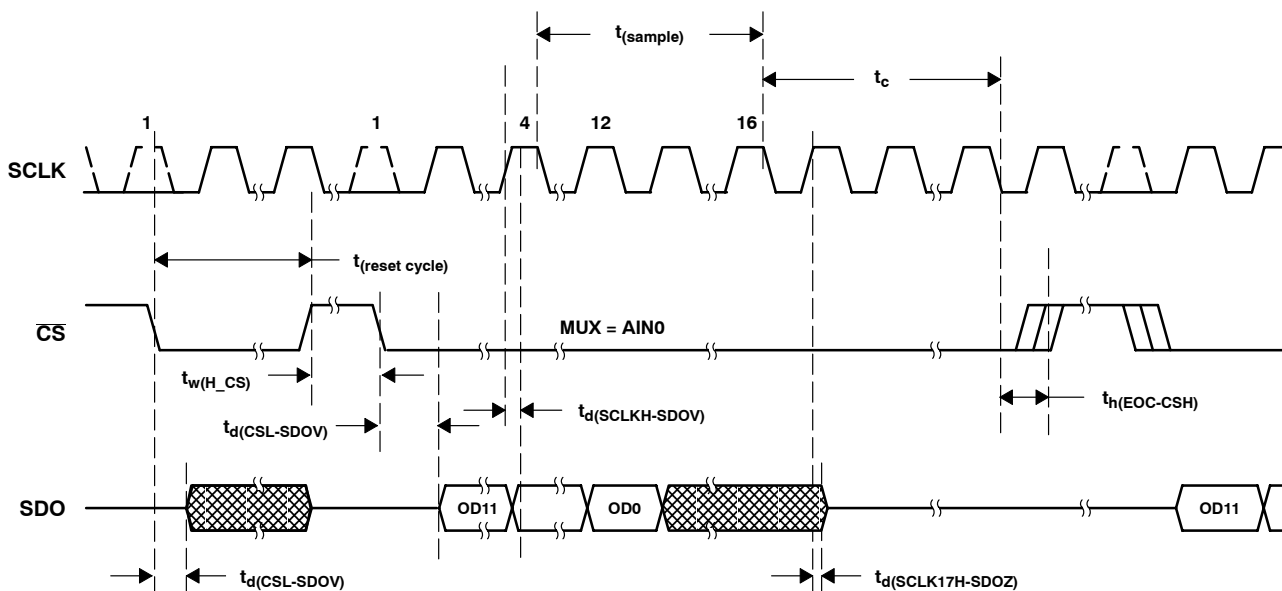 t(sample)
tc
1 1 4 12 16
SCLK
t(reset cycle)
CS
MUX = AIN0
tw(H_CS)
td(SCLKH-SDOV)
th(EOC-CSH)
td(CSL-SDOV)
SDO
OD11 OD0 OD11
td(CSL-SDOV)
td(SCLK17H-SDOZ)